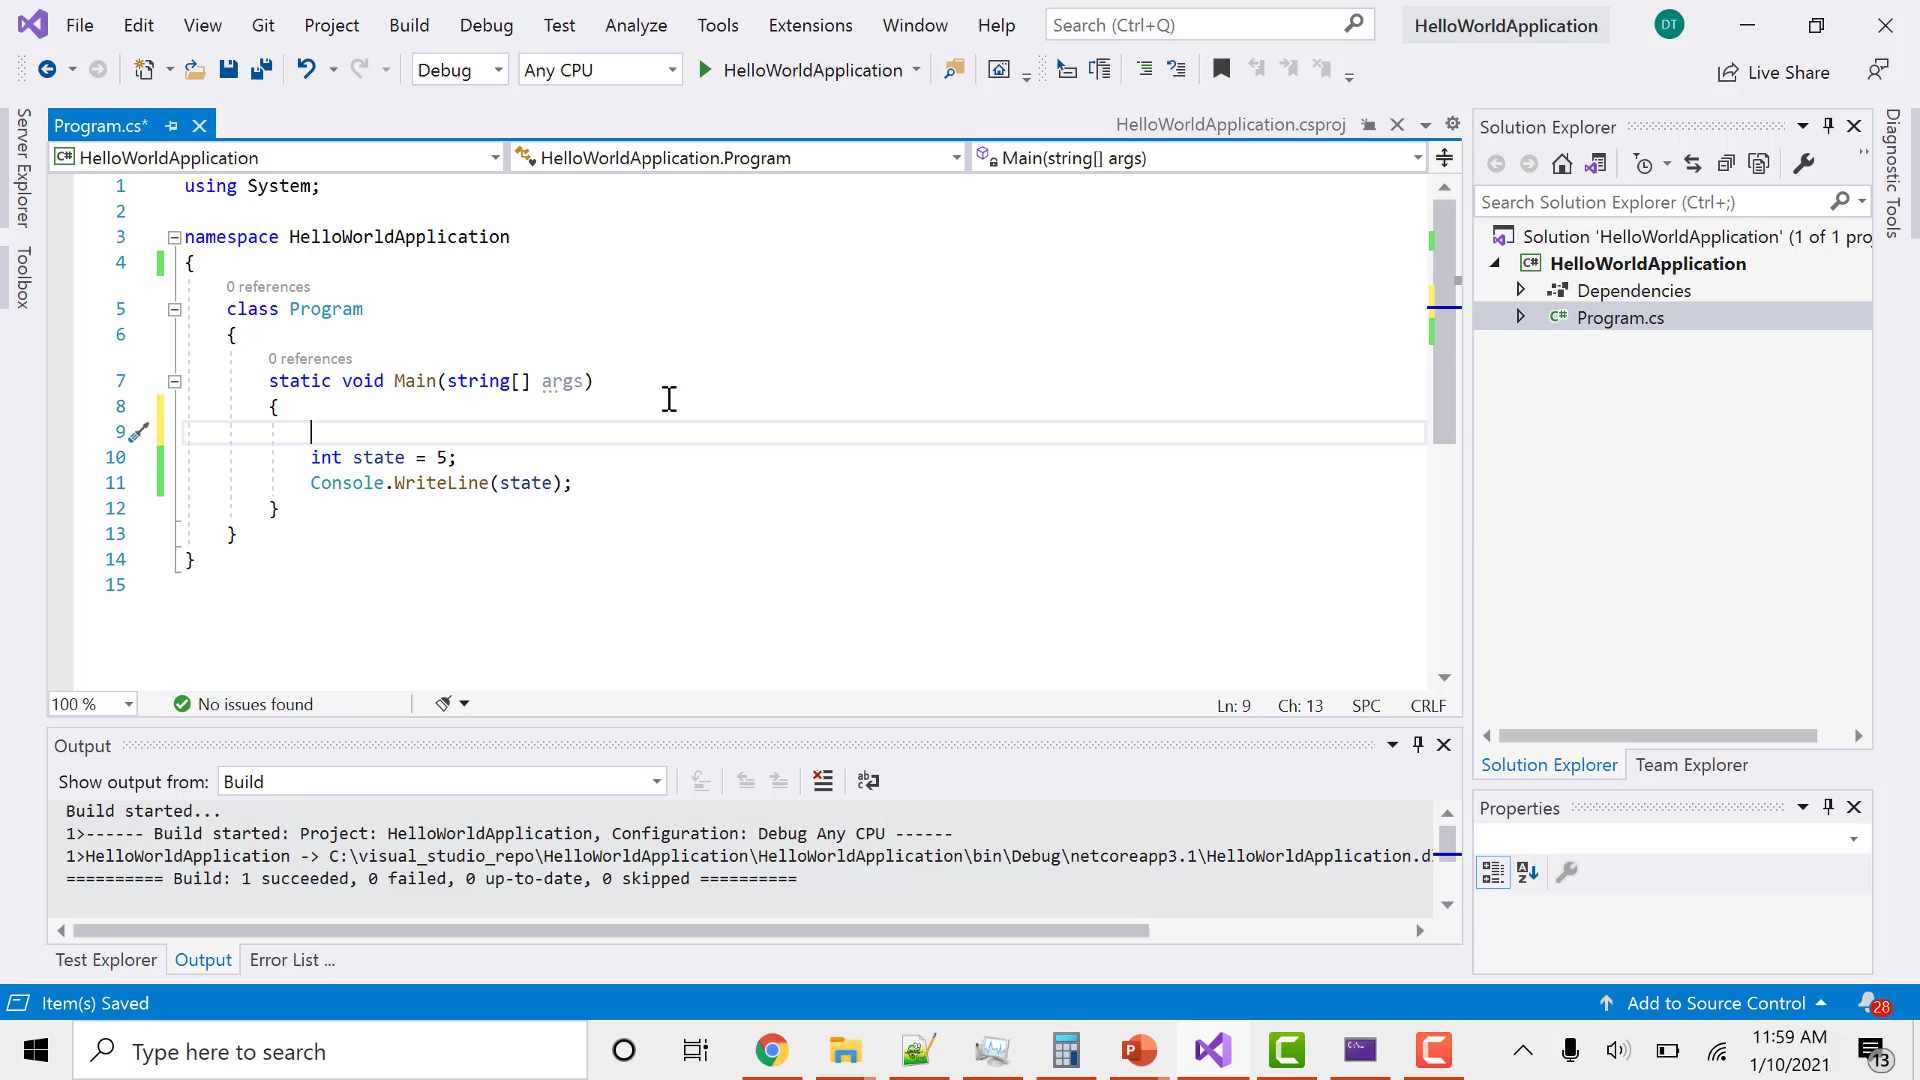 File Edit View Git Project Build Debug Test Analyze Tools Extensions Window Help Search (Ctrl+Q) HelloWorldApplication DT
Debug Any CPU HelloWorldApplication Live Share
Server Explorer
Toolbox
Program.cs* HelloWorldApplication.csproj
HelloWorldApplication HelloWorldApplication.Program Main(string[] args)
1 using System;
2
3 namespace HelloWorldApplication
4 {
0 references
5 class Program
6 {
0 references
7 static void Main(string[] args)
8 {
9
10 int state = 5;
11 Console.WriteLine(state);
12 }
13 }
14 }
15
100 % No issues found Ln: 9 Ch: 13 SPC CRLF
Solution Explorer
Search Solution Explorer (Ctrl+;)
Solution 'HelloWorldApplication' (1 of 1 pro
C# HelloWorldApplication
Dependencies
C# Program.cs
Solution Explorer Team Explorer
Diagnostic Tools
Properties
Output
Show output from: Build
Build started...
1>------ Build started: Project: HelloWorldApplication, Configuration: Debug Any CPU ------
1>HelloWorldApplication -> C:\visual_studio_repo\HelloWorldApplication\HelloWorldApplication\bin\Debug\netcoreapp3.1\HelloWorldApplication.d
========== Build: 1 succeeded, 0 failed, 0 up-to-date, 0 skipped ==========
Test Explorer Output Error List ...
Item(s) Saved Add to Source Control 28
Type here to search
11:59 AM
1/10/2021
13